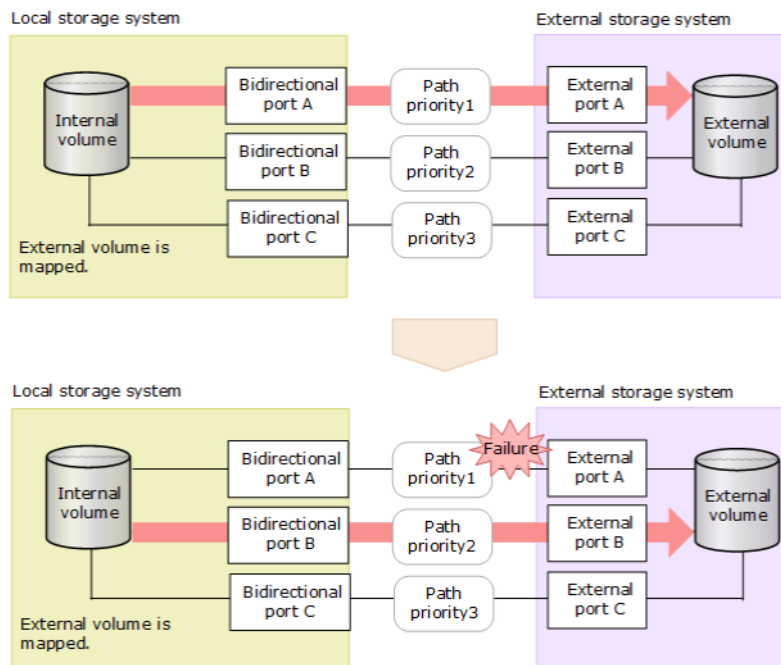 Local storage system
External storage system
Internal
volume
Bidirectional
port A
Path
priority1
External
port A
External
volume
Bidirectional
port B
Path
priority2
External
port B
Bidirectional
port C
Path
priority3
External
port C
External volume is
mapped.
Local storage system
External storage system
Internal
volume
Bidirectional
port A
Path
priority1
Failure
External
port A
External
volume
Bidirectional
port B
Path
priority2
External
port B
Bidirectional
port C
Path
priority3
External
port C
External volume is
mapped.